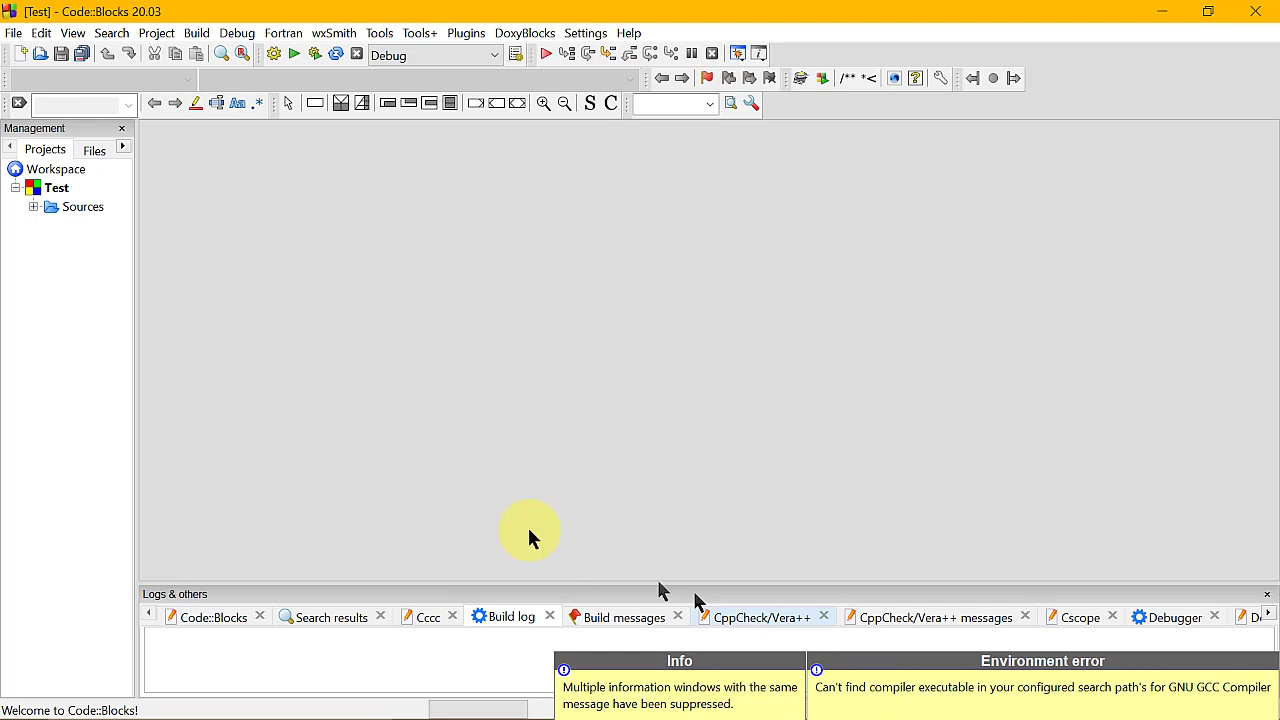 [Test] - Code::Blocks 20.03
File Edit View Search Project Build Debug Fortran wxSmith Tools Tools+ Plugins DoxyBlocks Settings Help
Debug
/** *<
Aa .* S C
Management
Projects Files
Workspace
Test
Sources
Logs & others
Code::Blocks Search results Cccc Build log Build messages CppCheck/Vera++ CppCheck/Vera++ messages Cscope Debugger
Info
Multiple information windows with the same
message have been suppressed.
Environment error
Can't find compiler executable in your configured search path's for GNU GCC Compiler
Welcome to Code::Blocks!